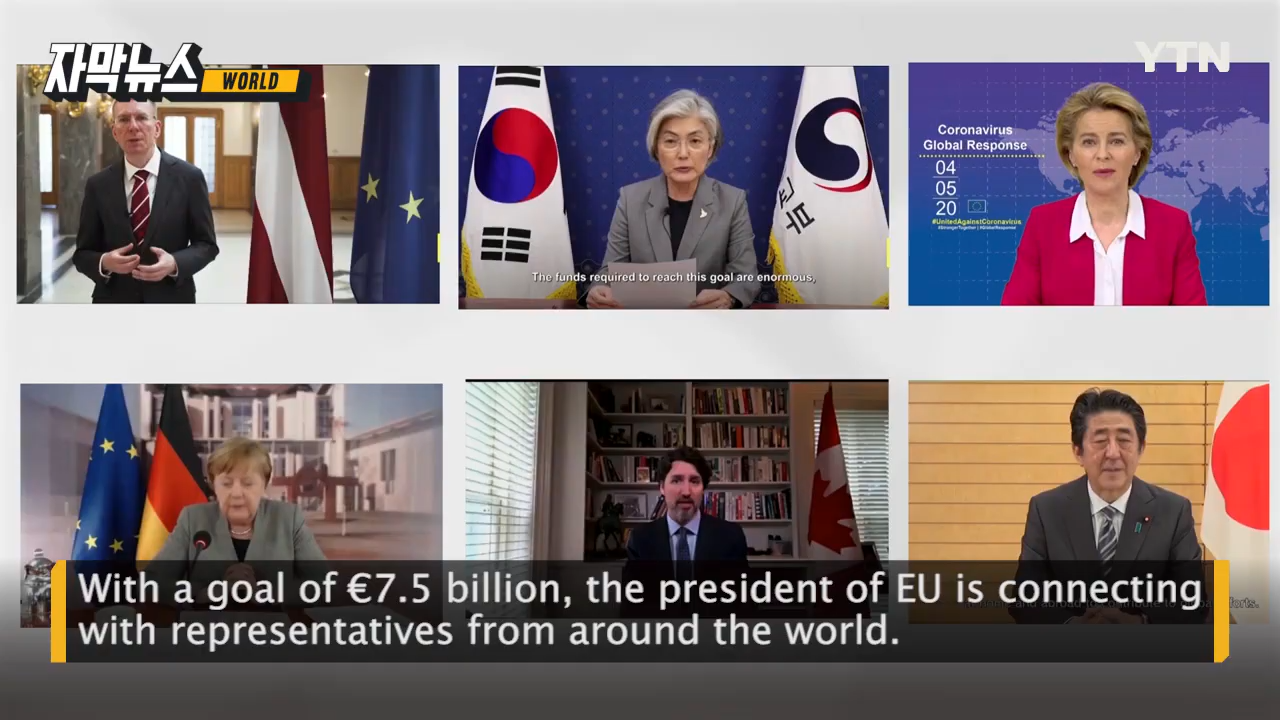 자막뉴스
WORLD
YTN
Coronavirus
Global Response
04
05
20
#UnitedAgainstCoronavirus
#StrongerTogether | #GlobalResponse
The funds required to reach this goal are enormous,
With a goal of €7.5 billion, the president of EU is connecting
with representatives from around the world.